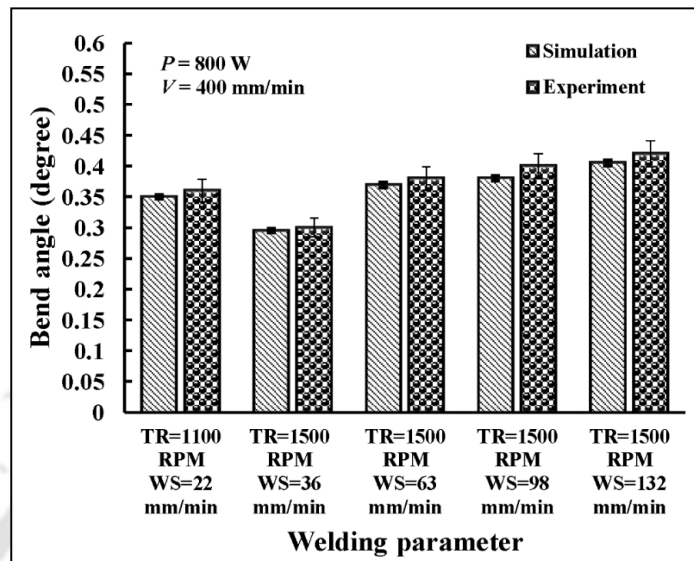 0.6
0.55
0.5
0.45
0.4
0.35
0.3
0.25
0.2
0.15
0.1
0.05
0
Bend angle (degree)
P = 800 W
V = 400 mm/min
Simulation
Experiment
TR=1100
RPM
WS=22
mm/min
TR=1500
RPM
WS=36
mm/min
TR=1500
RPM
WS=63
mm/min
TR=1500
RPM
WS=98
mm/min
TR=1500
RPM
WS=132
mm/min
Welding parameter